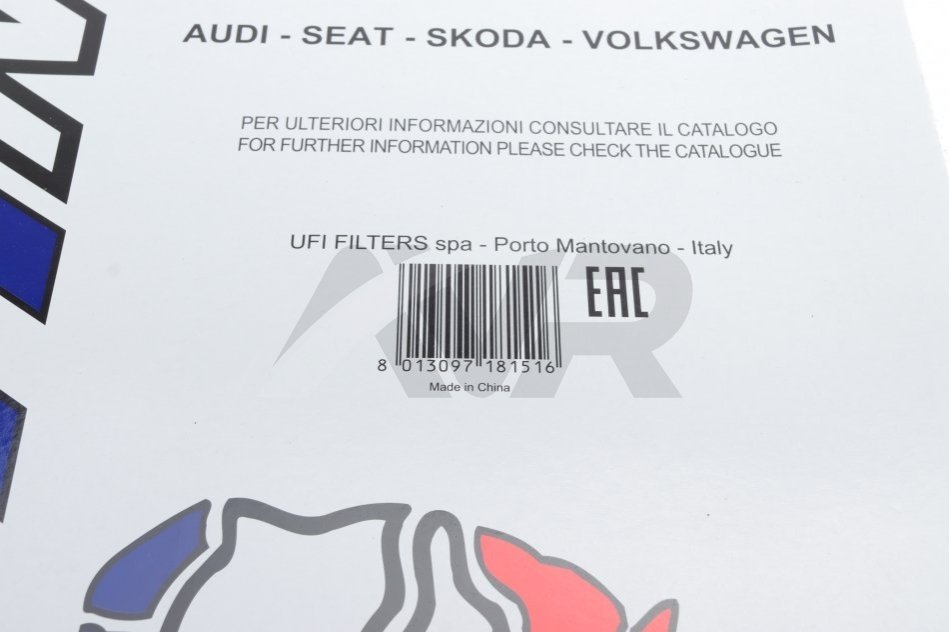 AUDI - SEAT - SKODA - VOLKSWAGEN
PER ULTERIORI INFORMAZIONI CONSULTARE IL CATALOGO
FOR FURTHER INFORMATION PLEASE CHECK THE CATALOGUE
UFI FILTERS spa - Porto Mantovano - Italy
EAC
8 013097 181516
Made in China